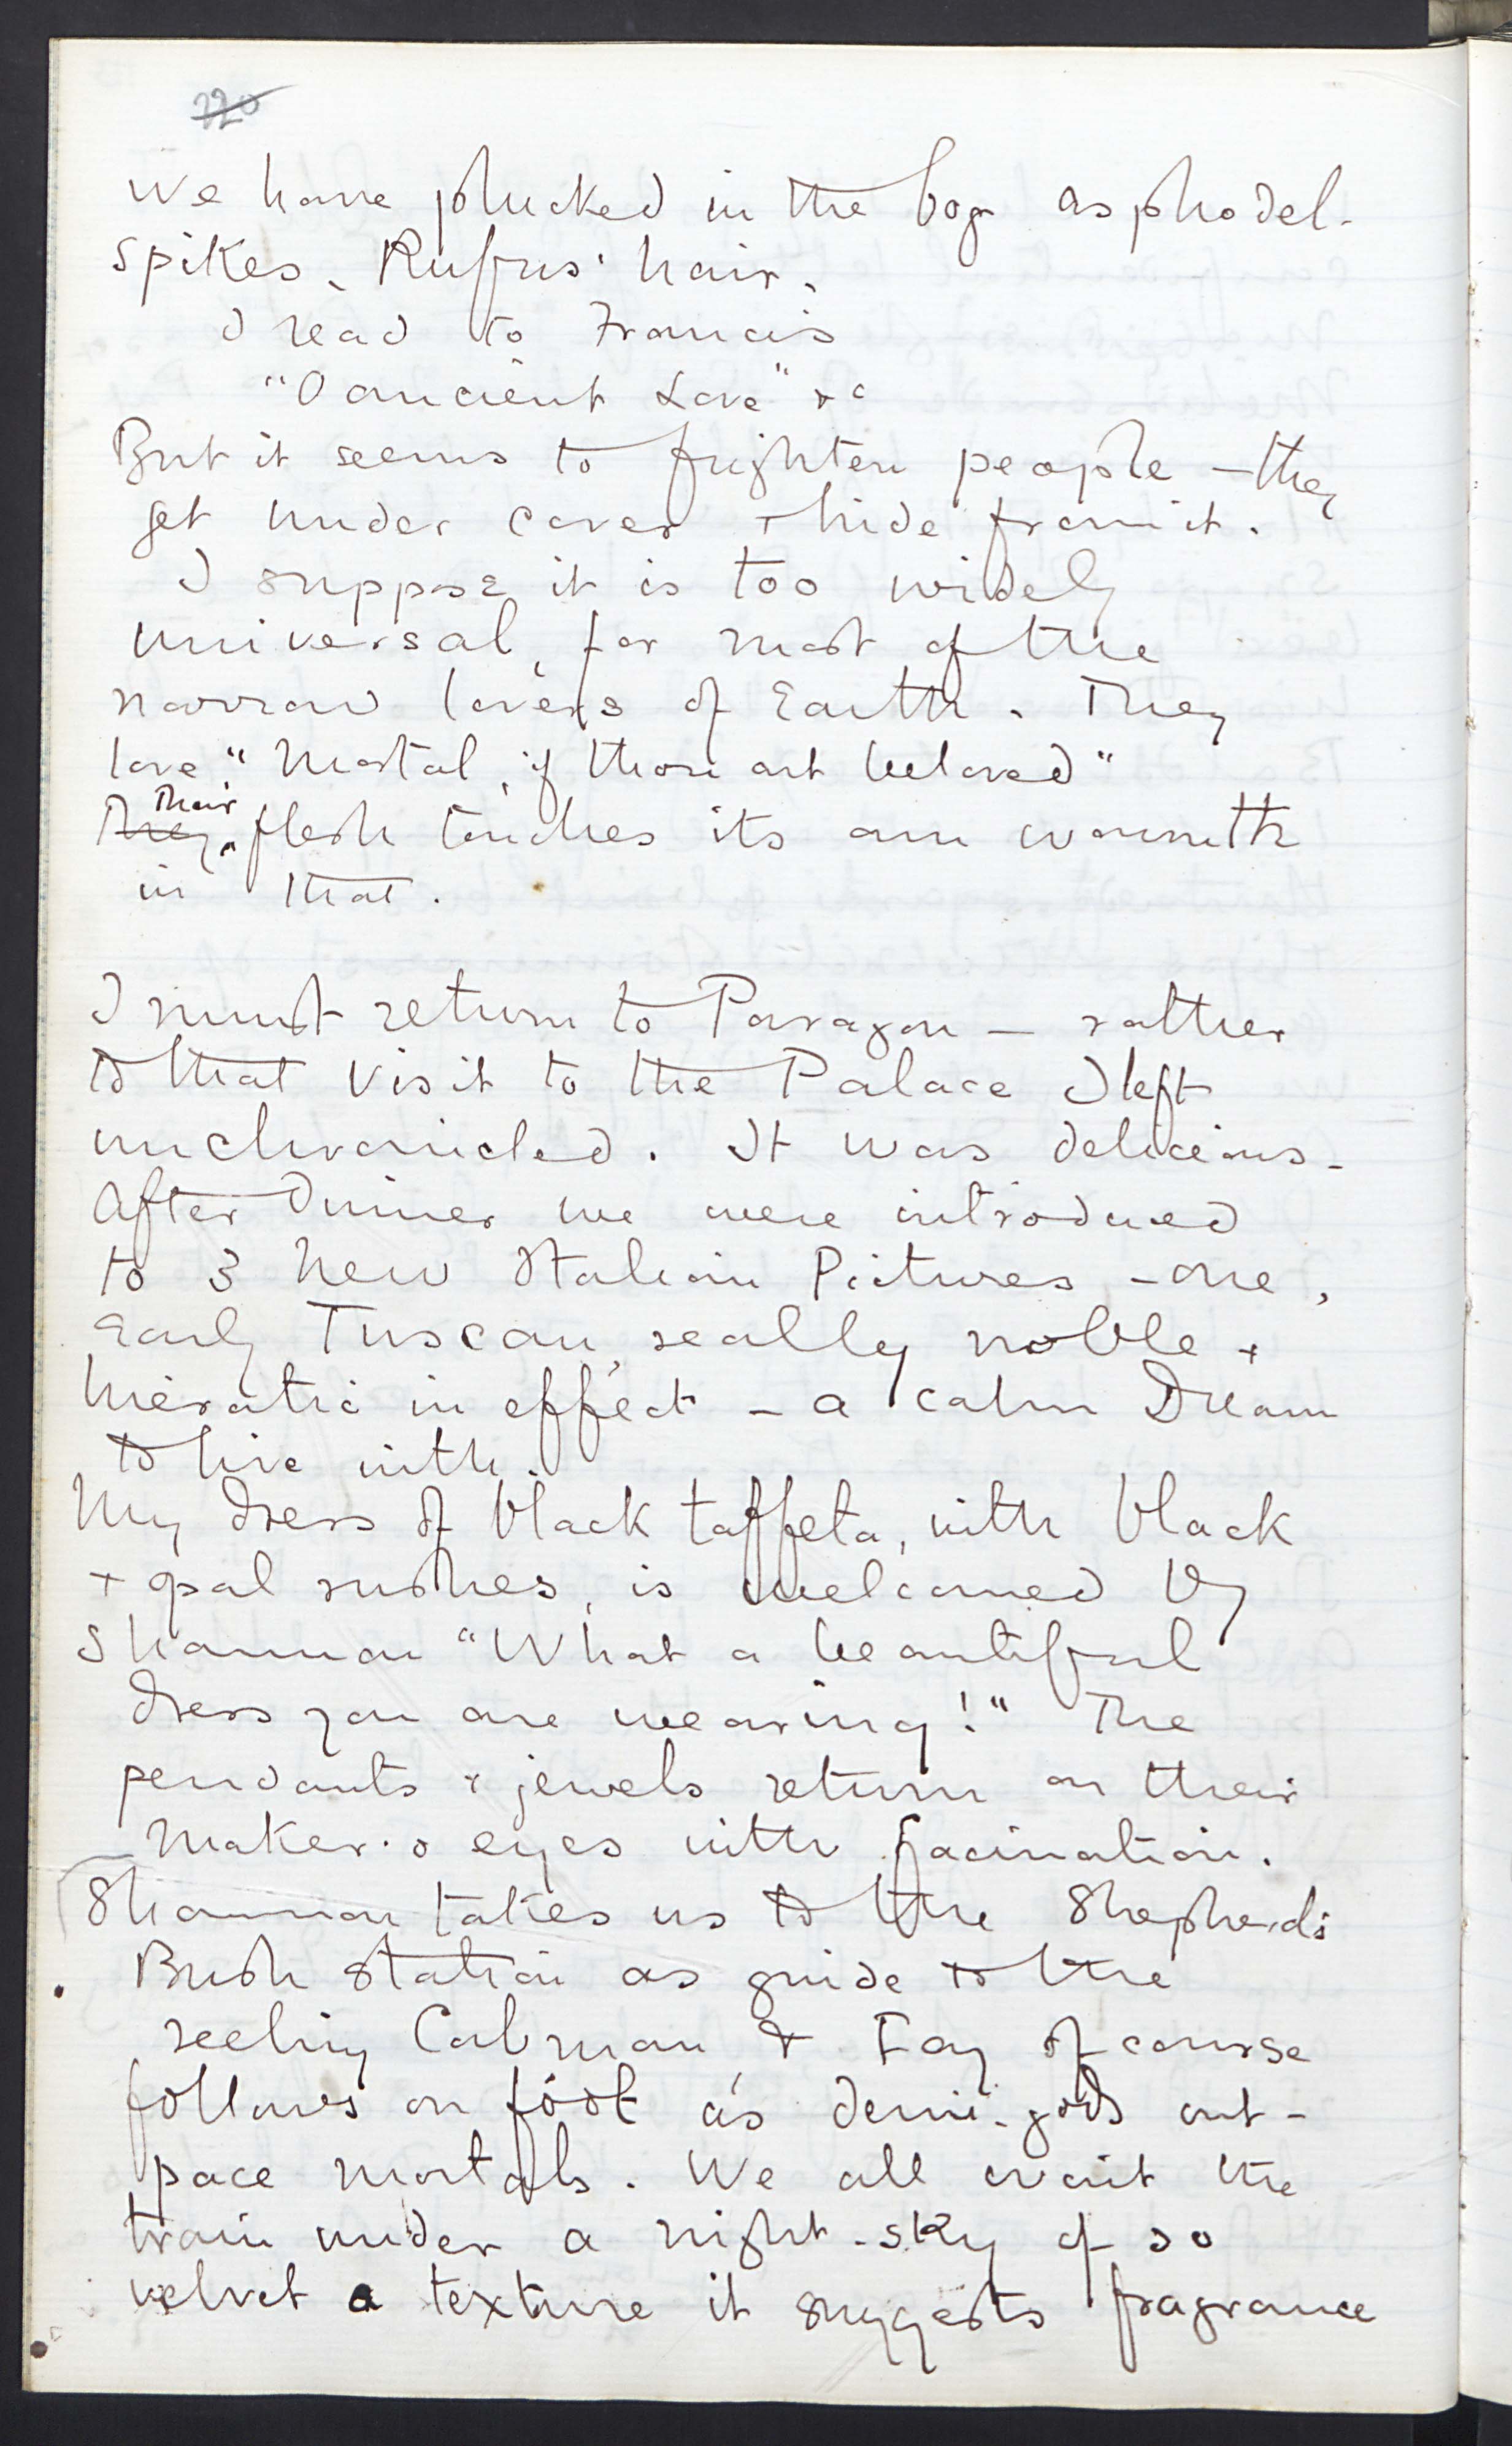 220
We have plucked in the bog asphodel-
spikes, Rufus' hair.
I read to Francis
"O ancient Love" &c
But it seems to frighten people – they
get under cover & hide from it.
I suppose it is too widely
universal, for most of the
narrow lovers of Earth. They
love "Mortal, if thou art beloved"
They Their flesh touches its own warmth
in that.
I must return to Paragon – rather
to that visit to the Palace I left
unchronicled. It was delicious –
After dinner we were introduced
to 3 new Italian Pictures – one,
Early Tuscan, really noble +
hieratic in effect – a calm Dream
to live with.
My dress of black taffeta, with black
+ opal ruches, is welcomed by
Shannon "What a beautiful
dress you are wearing!" The
pendants & jewels return on their
maker's eyes with fascination.
Shannon takes us to the Shepherd's
Bush Station as guide to the
reeling Cabman & Fay of course
follows on foot as demi-gods out-
pace mortals. We all wait the
train under a night-sky of so
velvet a texture it suggests fragrance